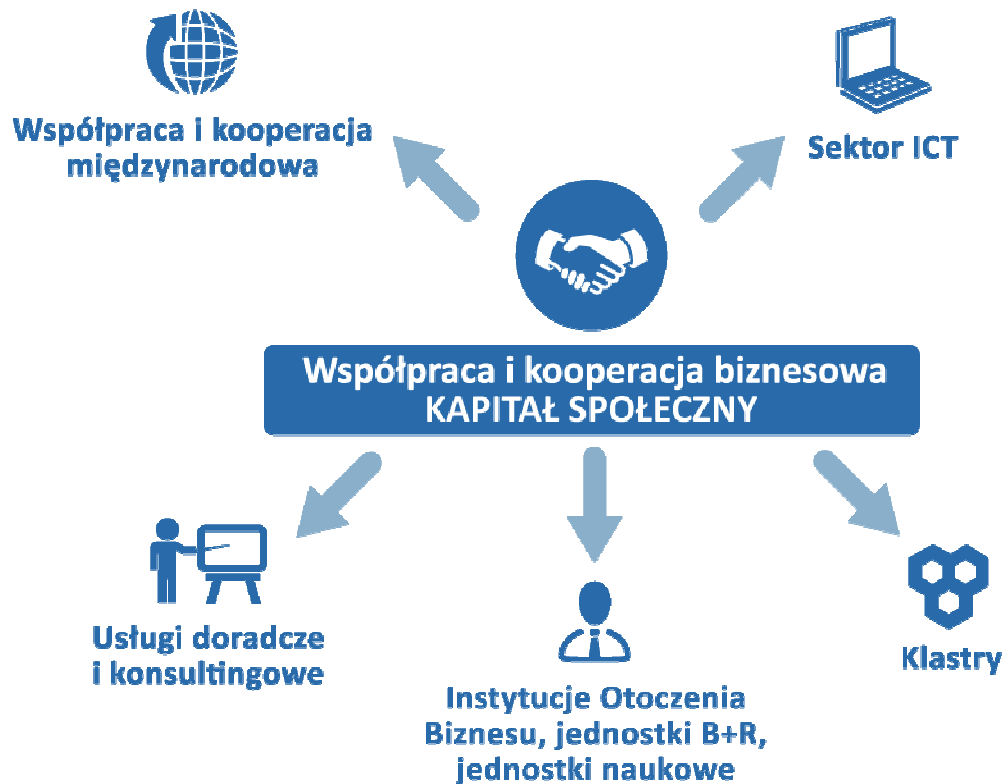 Współpraca i kooperacja
międzynarodowa
Sektor ICT
Współpraca i kooperacja biznesowa
KAPITAŁ SPOŁECZNY
Usługi doradcze
i konsultingowe
Instytucje Otoczenia
Biznesu, jednostki B+R,
jednostki naukowe
Klastry